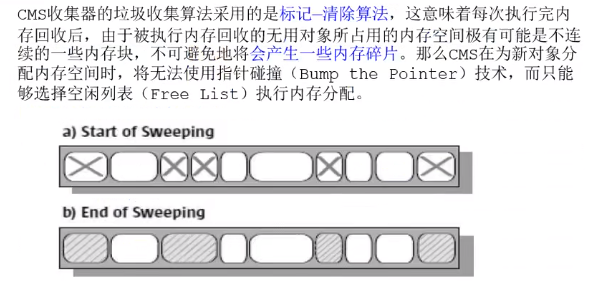 CMS收集器的垃圾收集算法采用的是标记—清除算法，这意味着每次执行完内
存回收后，由于被执行内存回收的无用对象所占用的内存空间极有可能是不连
续的一些内存块，不可避免地将会产生一些内存碎片。那么CMS在为新对象分
配内存空间时，将无法使用指针碰撞（Bump the Pointer）技术，而只能
够选择空闲列表（Free List）执行内存分配。
a) Start of Sweeping
b) End of Sweeping